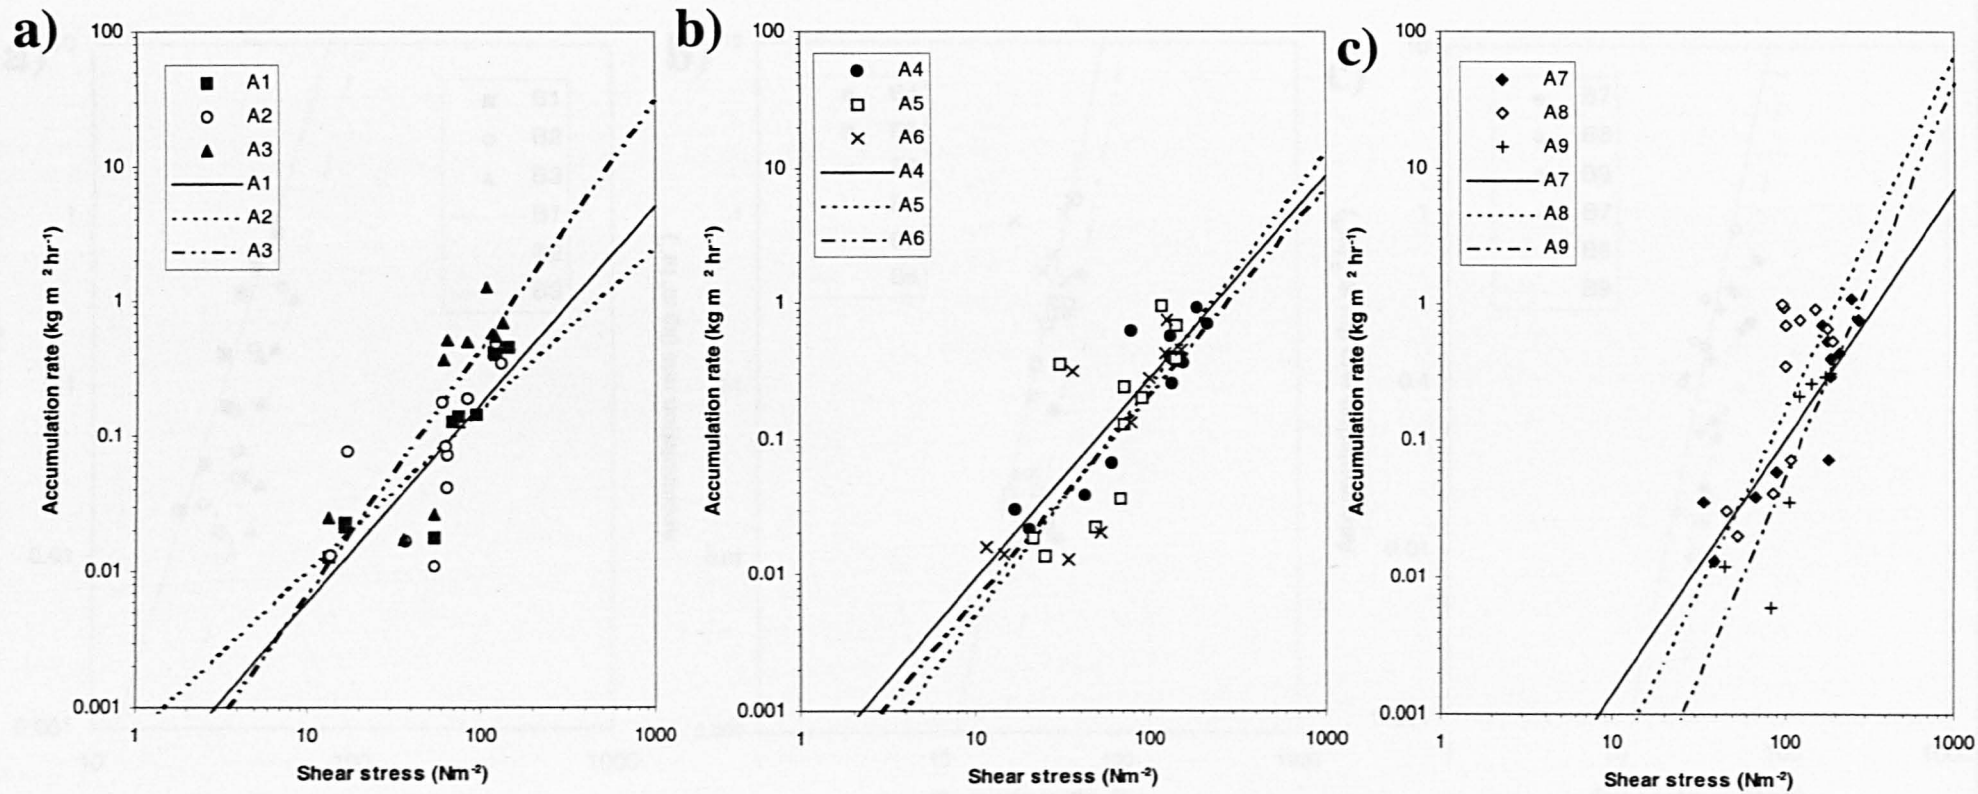 a)
100
10
1
0.1
0.01
0.001
1
10
100
1000
Accumulation rate (kg m ² hr⁻¹)
Shear stress (Nm⁻²)
A1
A2
A3
A1
A2
A3
b)
100
10
1
0.1
0.01
0.001
1
10
100
1000
Accumulation rate (kg m ² hr⁻¹)
Shear stress (Nm⁻²)
A4
A5
A6
A4
A5
A6
c)
100
10
1
0.1
0.01
0.001
1
10
100
1000
Accumulation rate (kg m ² hr⁻¹)
Shear stress (Nm⁻²)
A7
A8
A9
A7
A8
A9